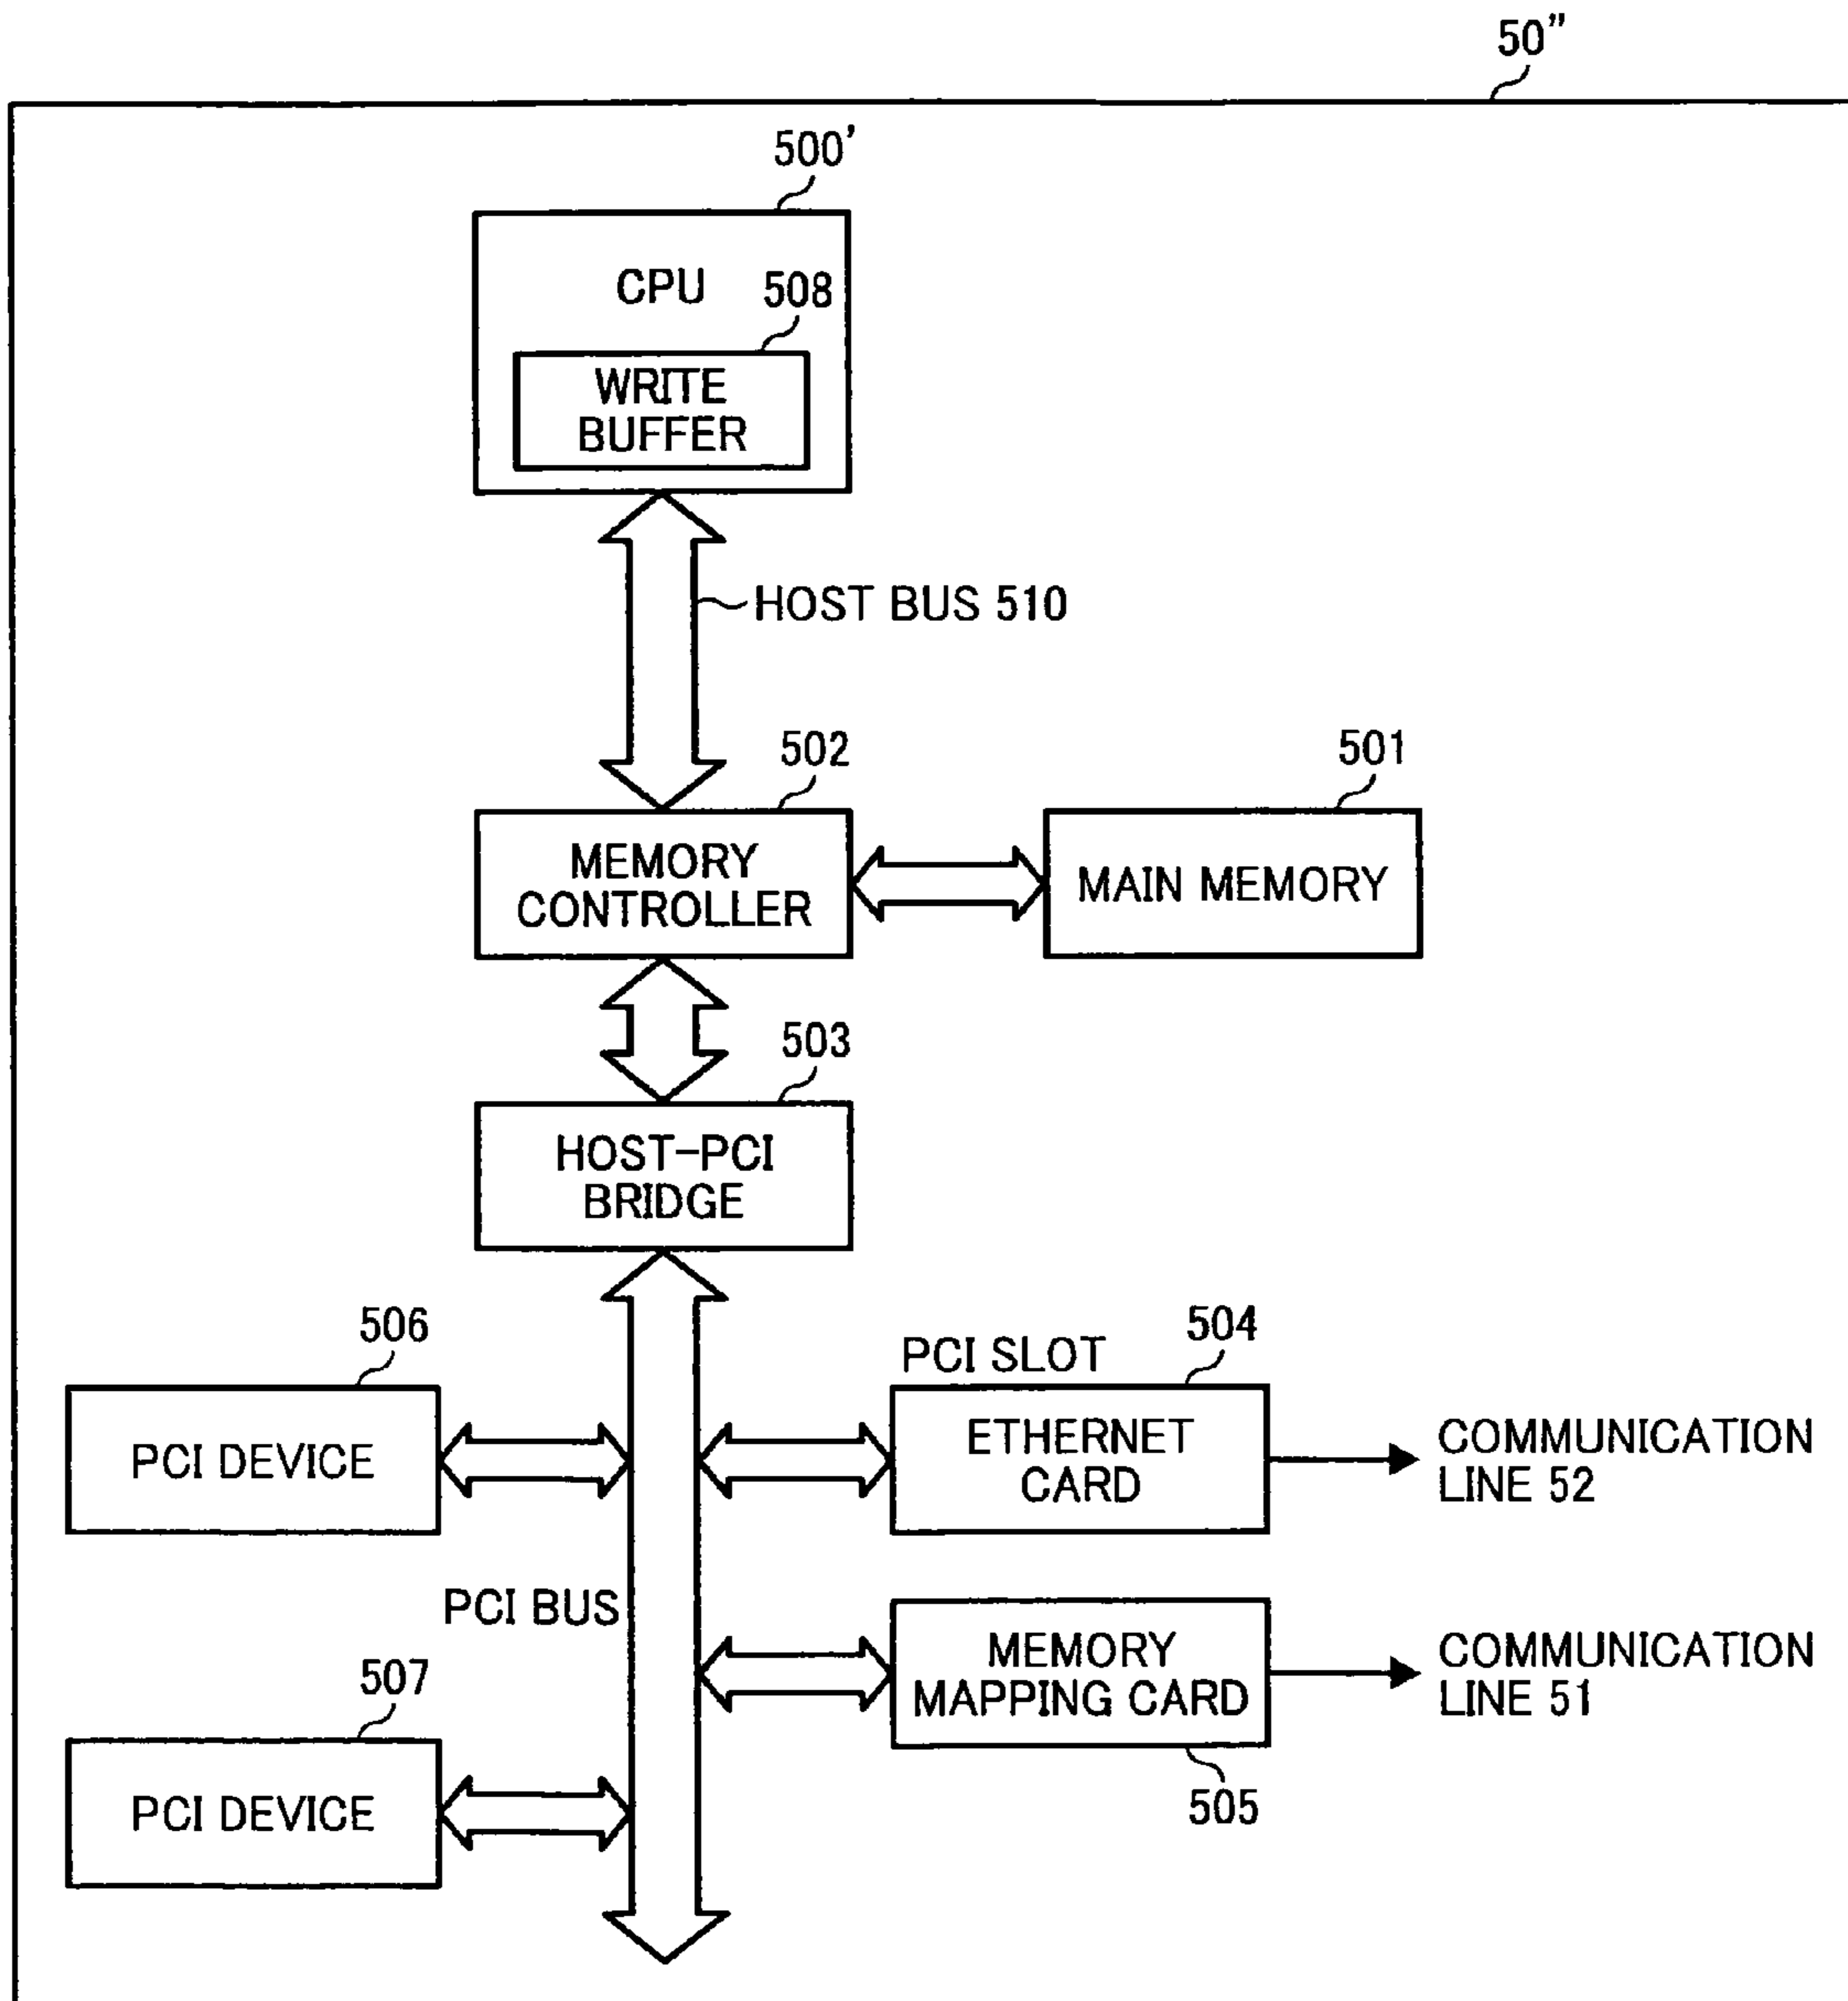 50”
500’
CPU
508
WRITE
BUFFER
HOST BUS 510
502
501
MEMORY
CONTROLLER
MAIN MEMORY
503
HOST-PCI
BRIDGE
506
PCI SLOT
504
PCI DEVICE
ETHERNET
CARD
COMMUNICATION
LINE 52
PCI BUS
507
MEMORY
MAPPING CARD
COMMUNICATION
LINE 51
PCI DEVICE
505